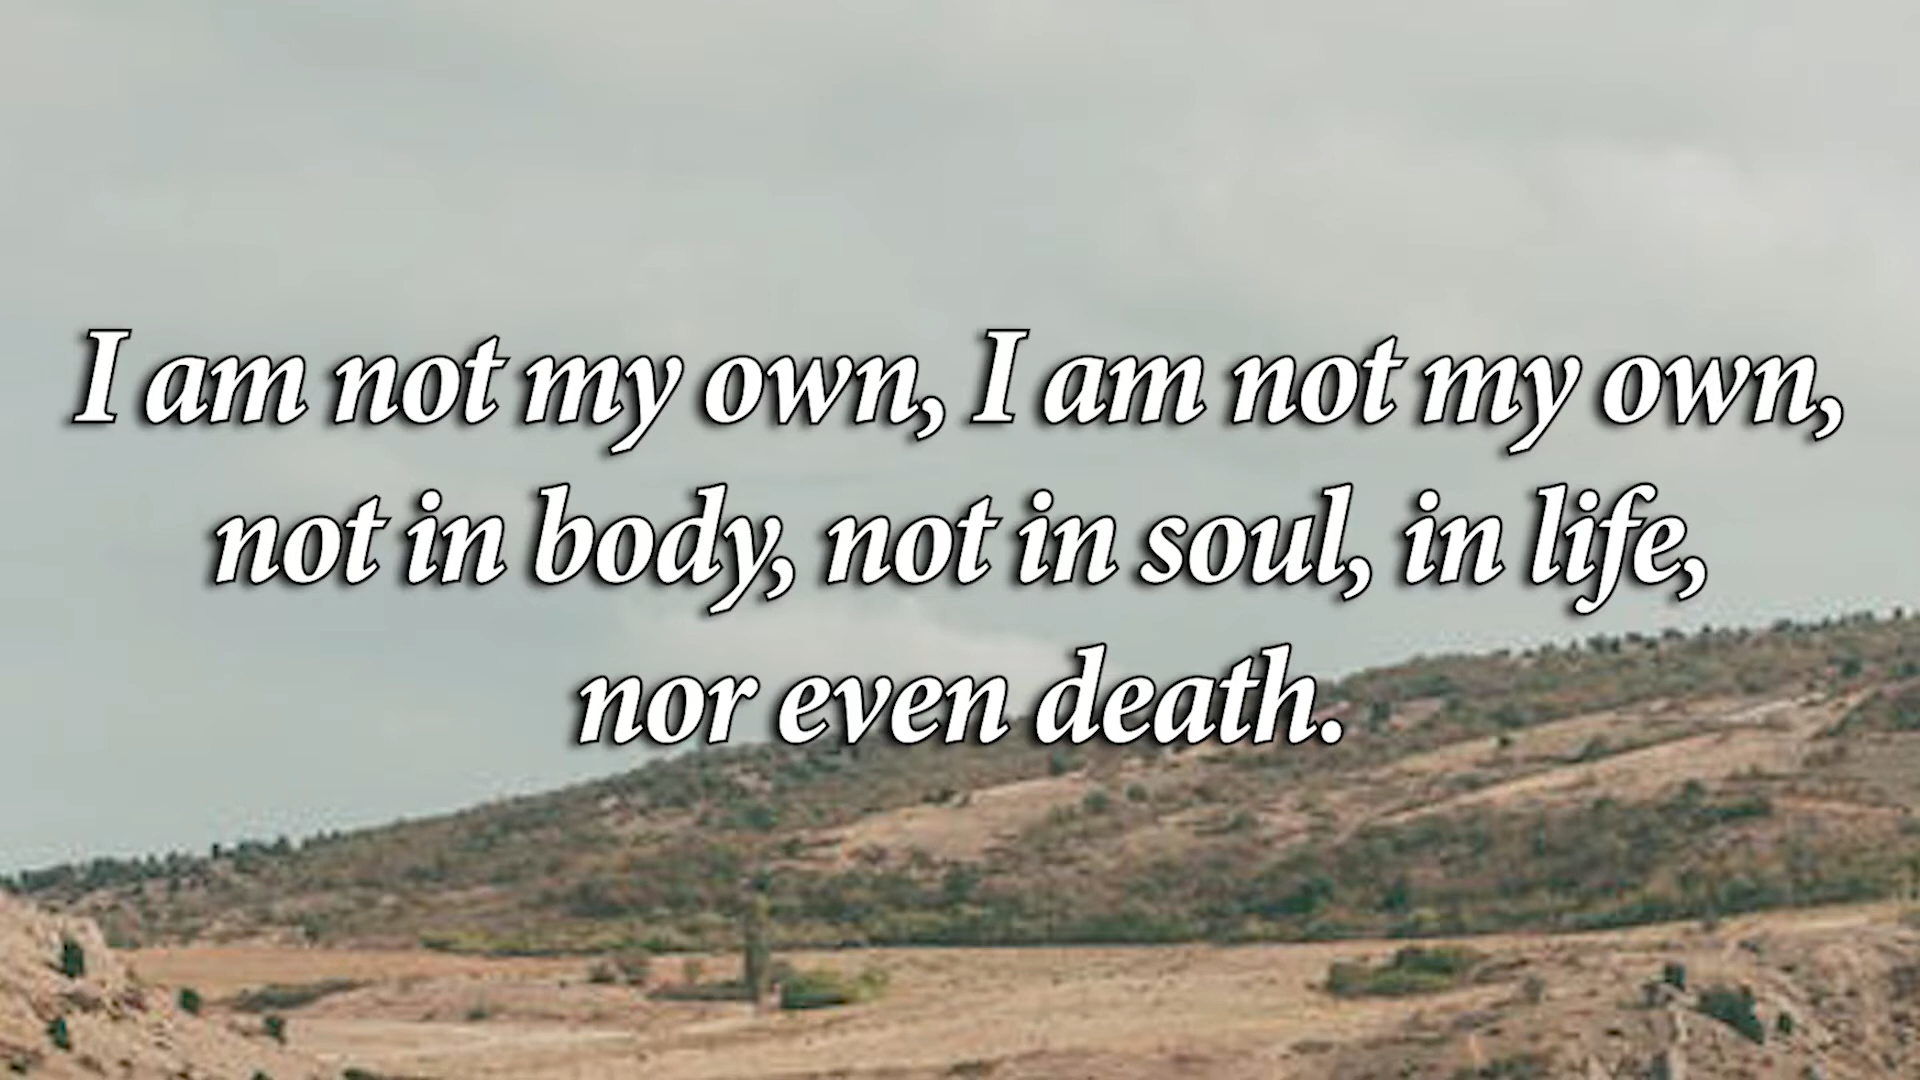 I am not my own, I am not my own,
not in body, not in soul, in life,
nor even death.